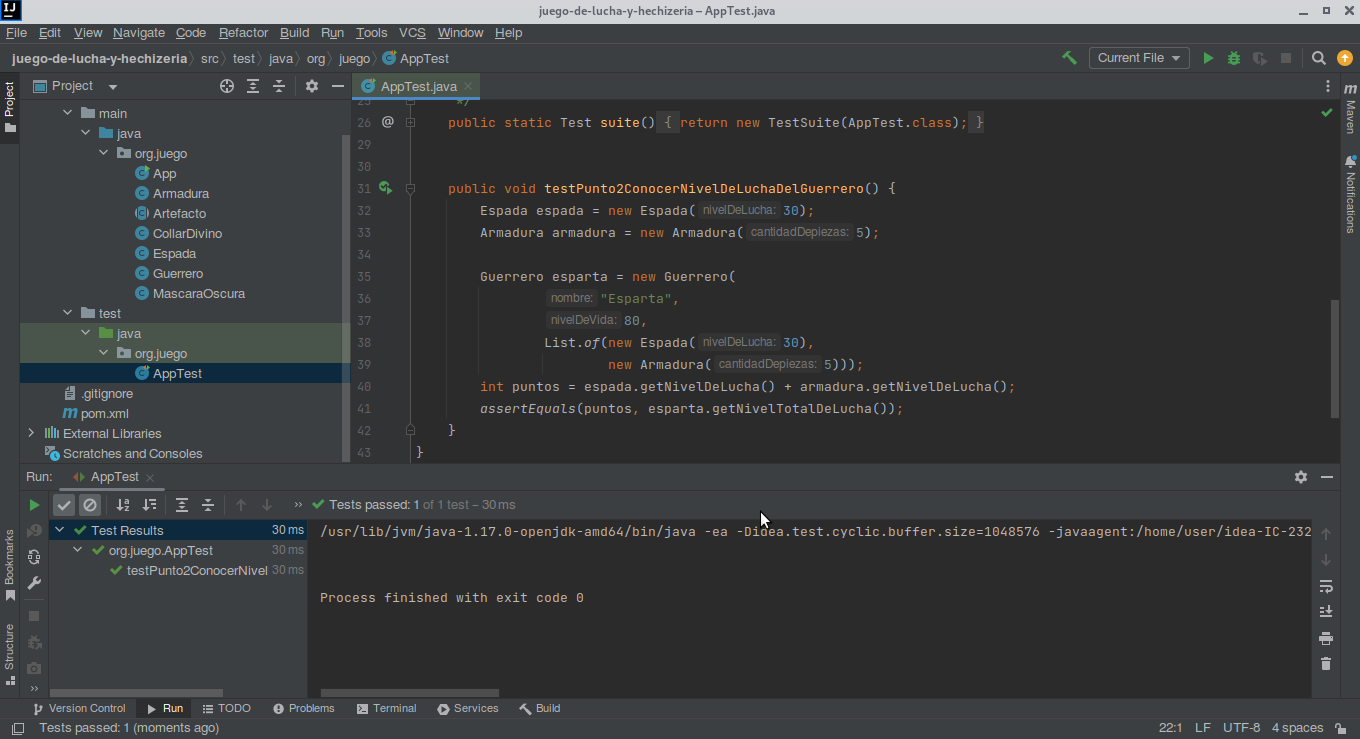 IJ
juego-de-lucha-y-hechizeria – AppTest.java
File Edit View Navigate Code Refactor Build Run Tools VCS Window Help
juego-de-lucha-y-hechizeria src test java org juego AppTest
Current File
Project
Project
AppTest.java
main
java
org.juego
App
Armadura
Artefacto
CollarDivino
Espada
Guerrero
MascaraOscura
test
java
org.juego
AppTest
.gitignore
pom.xml
External Libraries
Scratches and Consoles
25 */
26 @ public static Test suite() { return new TestSuite(AppTest.class); }
29
30
31 public void testPunto2ConocerNivelDeLuchaDelGuerrero() {
32 Espada espada = new Espada( nivelDeLucha: 30);
33 Armadura armadura = new Armadura( cantidadDepiezas: 5);
34
35 Guerrero esparta = new Guerrero(
36 nombre: "Esparta",
37 nivelDeVida: 80,
38 List.of(new Espada( nivelDeLucha: 30),
39 new Armadura( cantidadDepiezas: 5)));
40 int puntos = espada.getNivelDeLucha() + armadura.getNivelDeLucha();
41 assertEquals(puntos, esparta.getNivelTotalDeLucha());
42 }
43 }
Maven
Notifications
Run: AppTest
Tests passed: 1 of 1 test – 30 ms
Test Results 30 ms
org.juego.AppTest 30 ms
testPunto2ConocerNivel 30 ms
/usr/lib/jvm/java-1.17.0-openjdk-amd64/bin/java -ea -Didea.test.cyclic.buffer.size=1048576 -javaagent:/home/user/idea-IC-232
Process finished with exit code 0
Bookmarks
Structure
Version Control Run TODO Problems Terminal Services Build
Tests passed: 1 (moments ago)
22:1 LF UTF-8 4 spaces